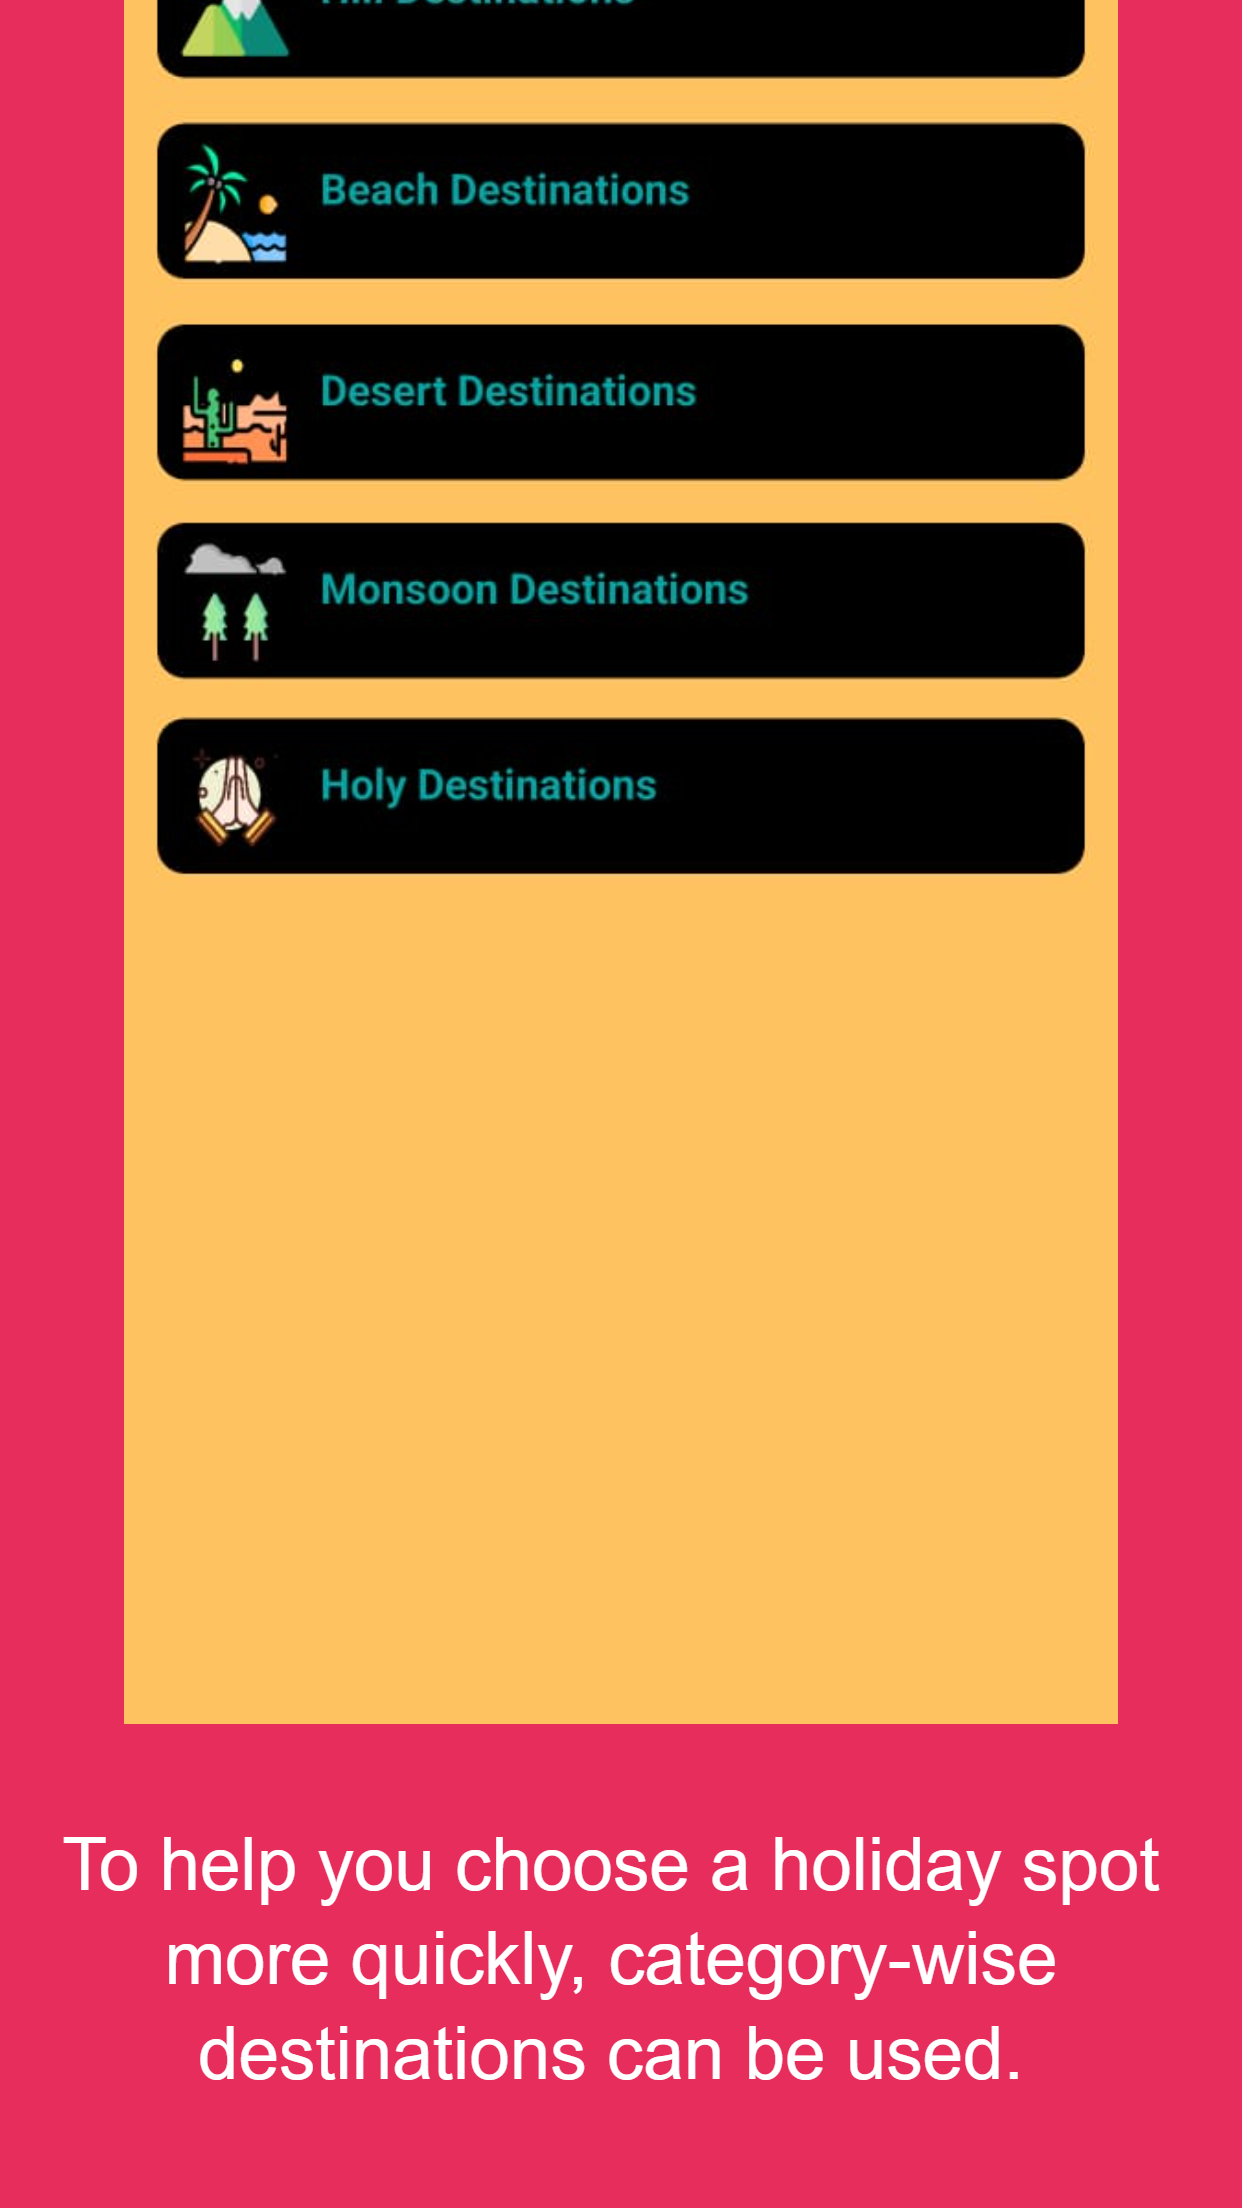 Destinations
Beach Destinations
Desert Destinations
Monsoon Destinations
Holy Destinations
To help you choose a holiday spot
more quickly, category-wise
destinations can be used.